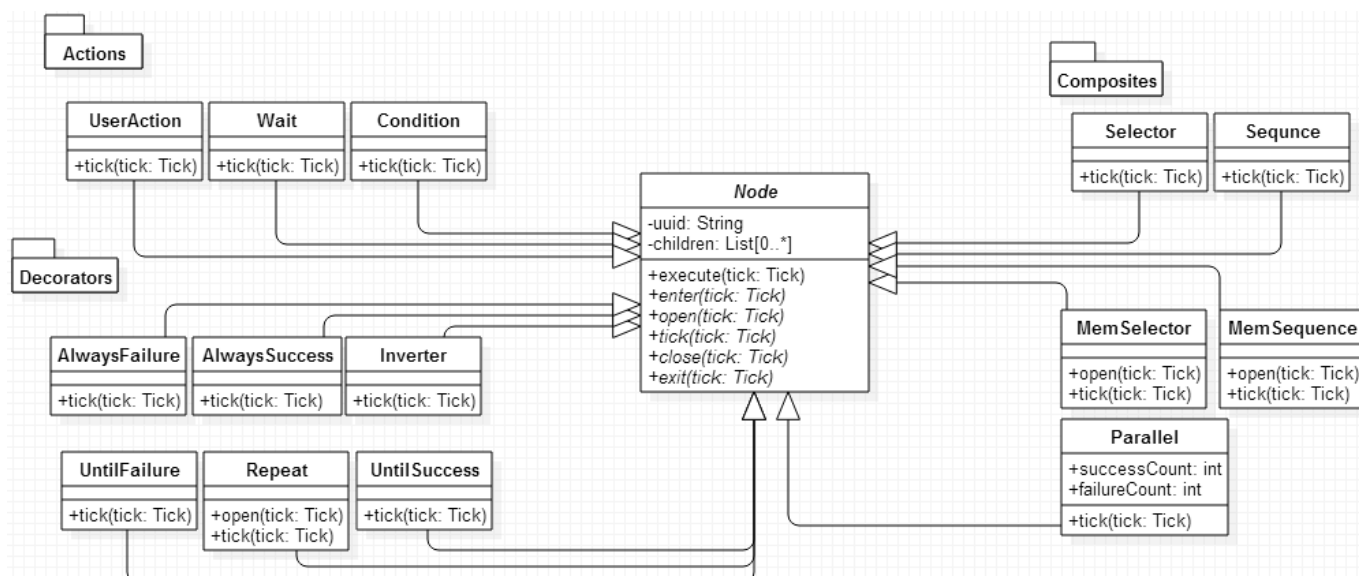 Actions
UserAction
+tick(tick: Tick)
Wait
+tick(tick: Tick)
Condition
+tick(tick: Tick)
Composites
Selector
+tick(tick: Tick)
Sequnce
+tick(tick: Tick)
Node
-uuid: String
-children: List[0..*]
+execute(tick: Tick)
+enter(tick: Tick)
+open(tick: Tick)
+tick(tick: Tick)
+close(tick: Tick)
+exit(tick: Tick)
Decorators
AlwaysFailure
+tick(tick: Tick)
AlwaysSuccess
+tick(tick: Tick)
Inverter
+tick(tick: Tick)
MemSelector
+open(tick: Tick)
+tick(tick: Tick)
MemSequence
+open(tick: Tick)
+tick(tick: Tick)
UntilFailure
+tick(tick: Tick)
Repeat
+open(tick: Tick)
+tick(tick: Tick)
UntilSuccess
+tick(tick: Tick)
Parallel
+successCount: int
+failureCount: int
+tick(tick: Tick)